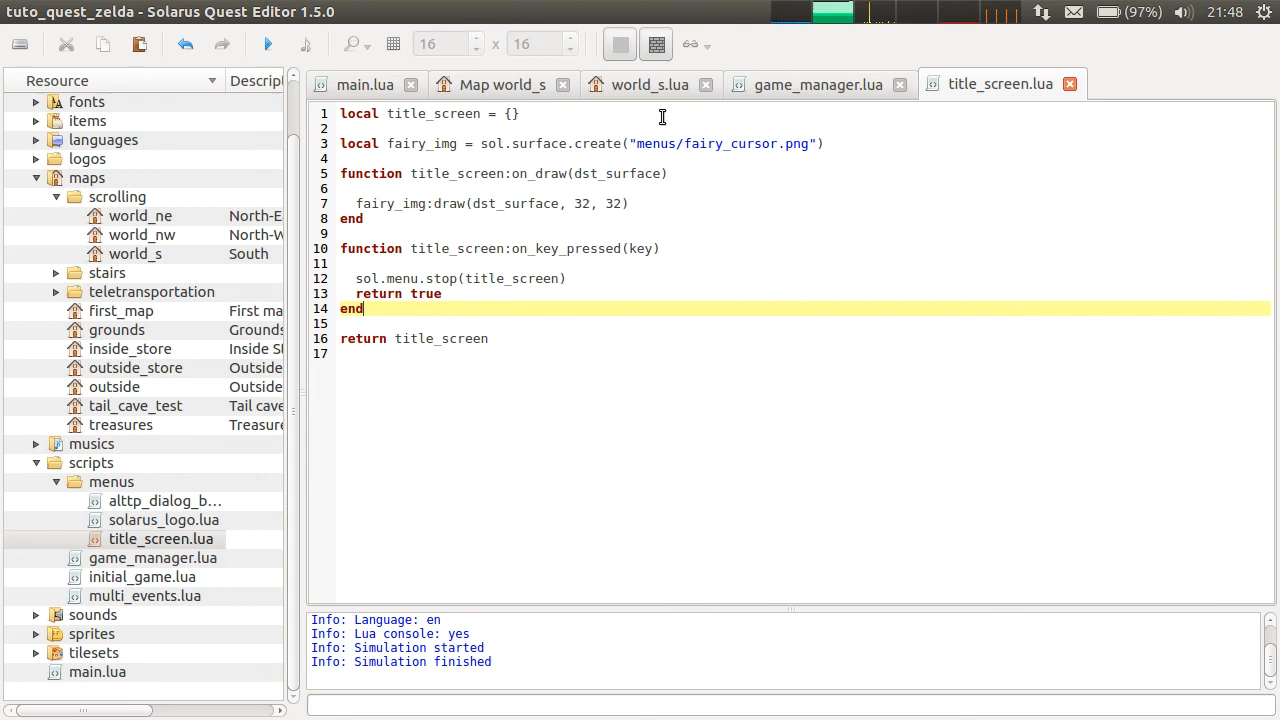 tuto_quest_zelda - Solarus Quest Editor 1.5.0
(97%) 21:48
16 x 16
Resource Descrip
main.lua Map world_s world_s.lua game_manager.lua title_screen.lua
fonts
items
languages
logos
maps
scrolling
world_ne North-E
world_nw North-W
world_s South
stairs
teletransportation
first_map First ma
grounds Grounds
inside_store Inside S
outside_store Outside
outside Outside
tail_cave_test Tail cave
treasures Treasure
musics
scripts
menus
alttp_dialog_b...
solarus_logo.lua
title_screen.lua
game_manager.lua
initial_game.lua
multi_events.lua
sounds
sprites
tilesets
main.lua
1 local title_screen = {}
2
3 local fairy_img = sol.surface.create("menus/fairy_cursor.png")
4
5 function title_screen:on_draw(dst_surface)
6
7 fairy_img:draw(dst_surface, 32, 32)
8 end
9
10 function title_screen:on_key_pressed(key)
11
12 sol.menu.stop(title_screen)
13 return true
14 end
15
16 return title_screen
17
Info: Language: en
Info: Lua console: yes
Info: Simulation started
Info: Simulation finished